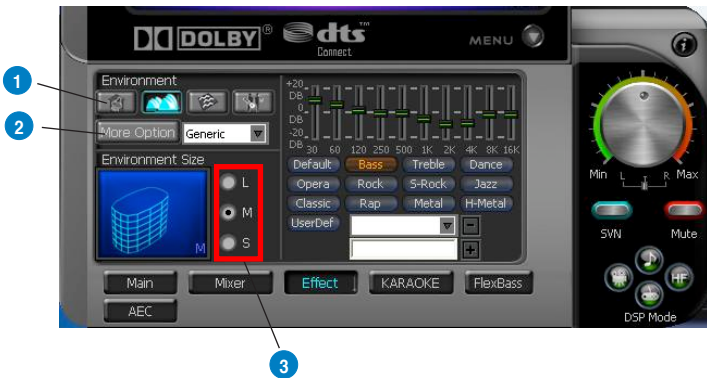 DOLBY®
dts™
Connect
MENU
i
1
Environment
2
More Option
Generic
Environment Size
L
M
S
M
+20
DB
0
DB
-20
DB
30 60 120 250 500 1K 2K 4K 8K 16K
Default Bass Treble Dance
Opera Rock S-Rock Jazz
Classic Rap Metal H-Metal
UserDef
Min L R Max
SVN Mute
HF
DSP Mode
Main Mixer Effect KARAOKE FlexBass
AEC
3